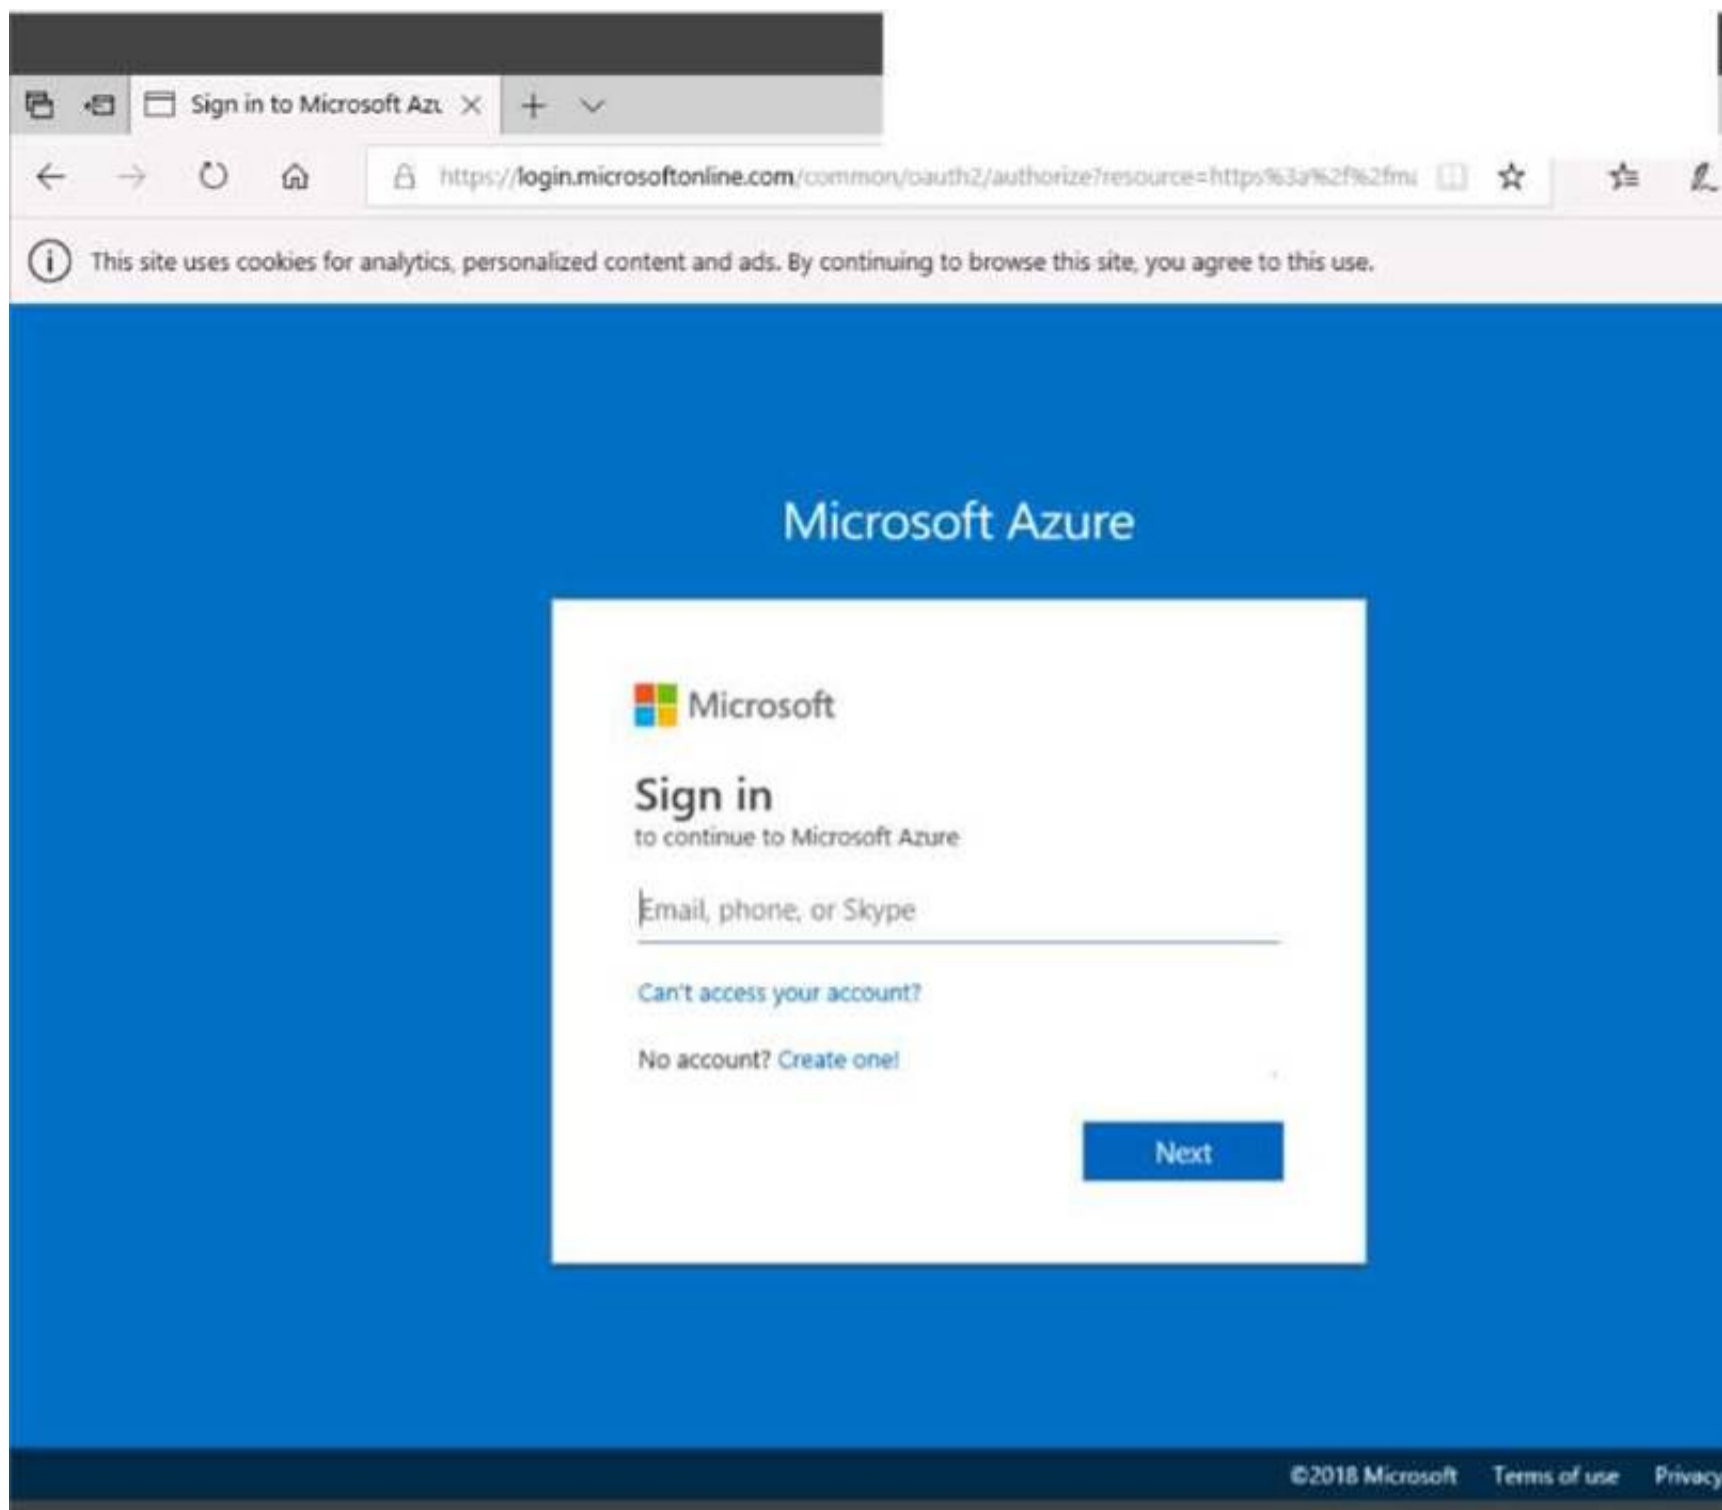 Sign in to Microsoft Azu
https://login.microsoftonline.com/common/oauth2/authorize?resource=https%3a%2f%2fma
This site uses cookies for analytics, personalized content and ads. By continuing to browse this site, you agree to this use.
Microsoft Azure
Microsoft
Sign in
to continue to Microsoft Azure
Email, phone, or Skype
Can't access your account?
No account? Create one!
Next
©2018 Microsoft Terms of use Privacy